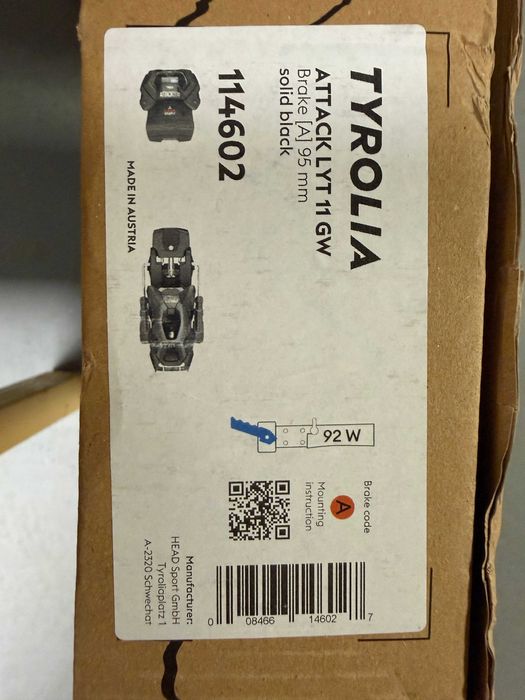 TYROLIA
ATTACK LYT 11 GW
Brake [A] 95 mm
solid black
114602
MADE IN AUSTRIA
92 W
Brake code
A
Mounting
instruction
Manufacturer:
HEAD Sport GmbH
Tyroliaplatz 1
A-2320 Schwechat
0 08466 14602 7